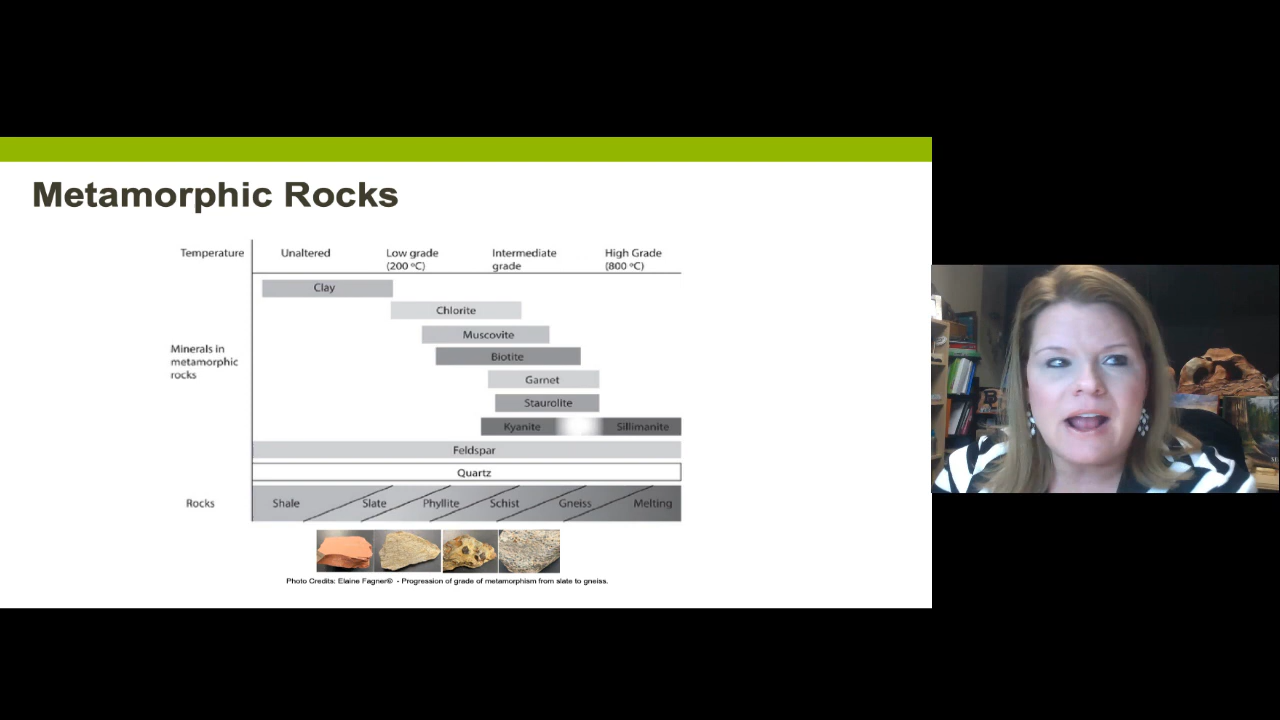 Metamorphic Rocks
Temperature
Unaltered
Low grade
(200 ºC)
Intermediate
grade
High Grade
(800 ºC)
Clay
Chlorite
Muscovite
Minerals in
metamorphic
rocks
Biotite
Garnet
Staurolite
Kyanite
Sillimanite
Feldspar
Quartz
Rocks
Shale
Slate
Phyllite
Schist
Gneiss
Melting
Photo Credits: Elaine Fagner© - Progression of grade of metamorphism from slate to gneiss.